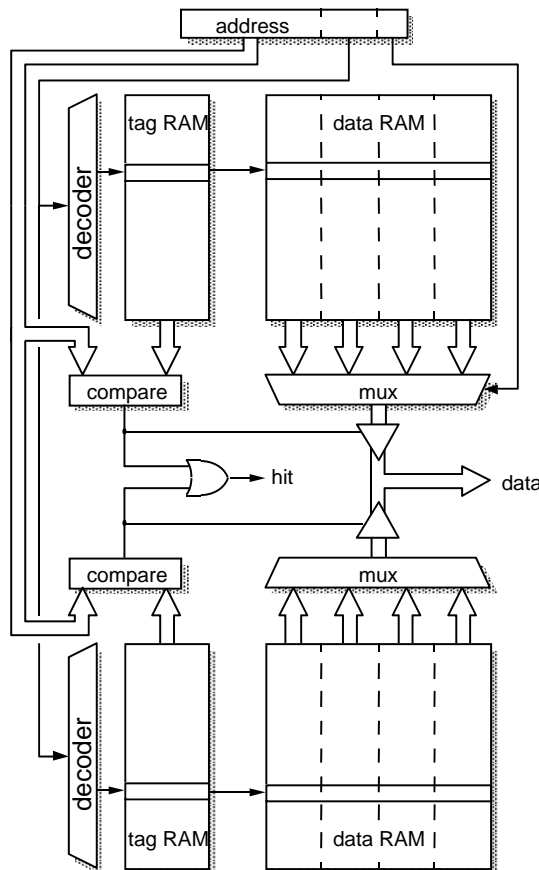 address
tag RAM
data RAM
decoder
compare
mux
hit
data
compare
mux
decoder
tag RAM
data RAM